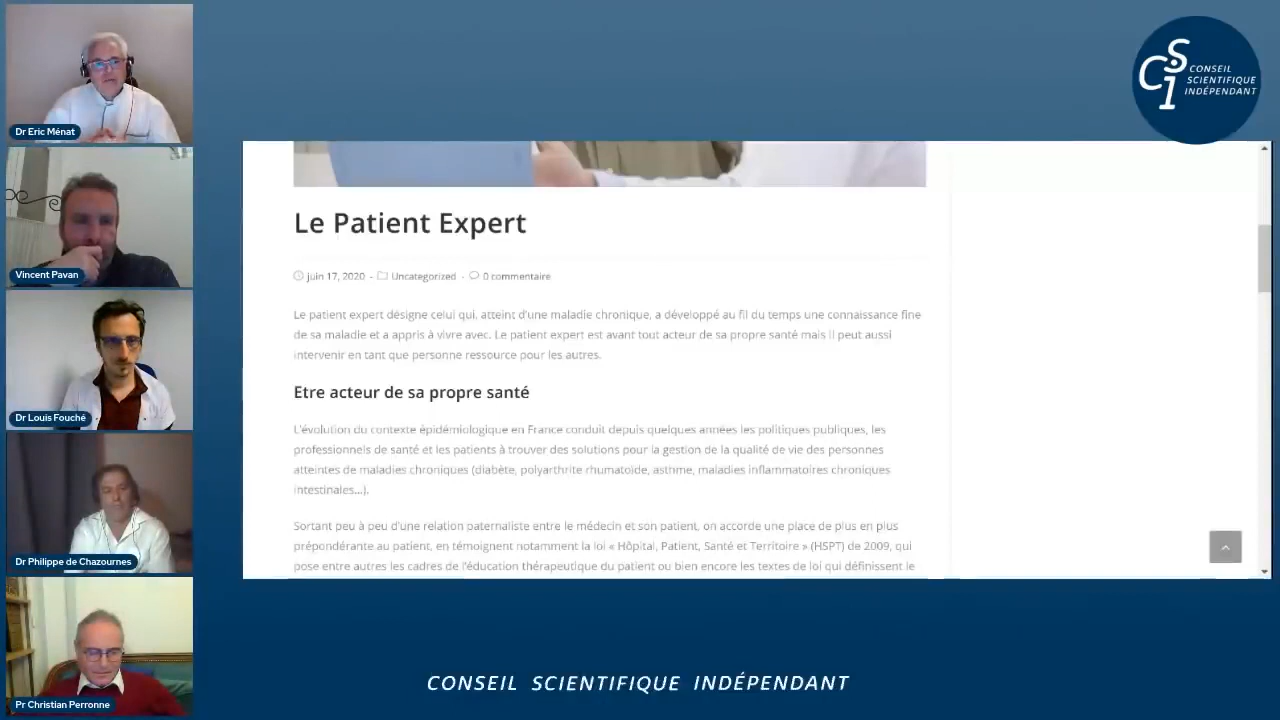 Dr Eric Ménat
Vincent Pavan
Dr Louis Fouché
Dr Philippe de Chazournes
Pr Christian Perronne
CSI
CONSEIL
SCIENTIFIQUE
INDÉPENDANT
Le Patient Expert
juin 17, 2020 - Uncategorized - 0 commentaire
Le patient expert désigne celui qui, atteint d'une maladie chronique, a développé au fil du temps une connaissance fine
de sa maladie et a appris à vivre avec. Le patient expert est avant tout acteur de sa propre santé mais il peut aussi
intervenir en tant que personne ressource pour les autres.
Etre acteur de sa propre santé
L'évolution du contexte épidémiologique en France conduit depuis quelques années les politiques publiques, les
professionnels de santé et les patients à trouver des solutions pour la gestion de la qualité de vie des personnes
atteintes de maladies chroniques (diabète, polyarthrite rhumatoïde, asthme, maladies inflammatoires chroniques
intestinales...).
Sortant peu à peu d'une relation paternaliste entre le médecin et son patient, on accorde une place de plus en plus
prépondérante au patient, en témoignent notamment la loi « Hôpital, Patient, Santé et Territoire » (HSPT) de 2009, qui
pose entre autres les cadres de l'éducation thérapeutique du patient ou bien encore les textes de loi qui définissent le
CONSEIL SCIENTIFIQUE INDÉPENDANT